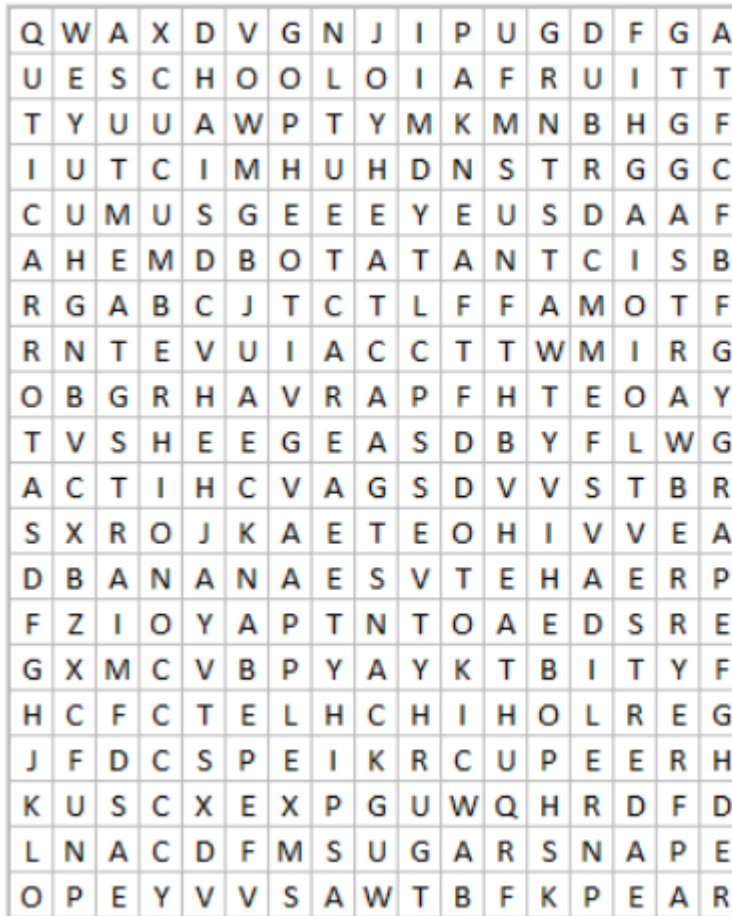 Q W A X D V G N J I P U G D F G A
U E S C H O O L O I A F R U I T T
T Y U U A W P T Y M K M N B H G F
I U T C I M H U H D N S T R G G C
C U M U S G E E E Y E U S D A A F
A H E M D B O T A T A N T C I S B
R G A B C J T C T L F F A M O T F
R N T E V U I A C C T T W M I R G
O B G R H A V R A P F H T E O A Y
T V S H E E G E A S D B Y F L W G
A C T I H C V A G S D V V S T B R
S X R O J K A E T E O H I V V E A
D B A N A N A E S V T E H A E R P
F Z I O Y A P T N T O A E D S R E
G X M C V B P Y A Y K T B I T Y F
H C F C T E L H C H I H O L R E G
J F D C S P E I K R C U P E E R H
K U S C X E X P G U W Q H R D F D
L N A C D F M S U G A R S N A P E
O P E Y V V S A W T B F K P E A R